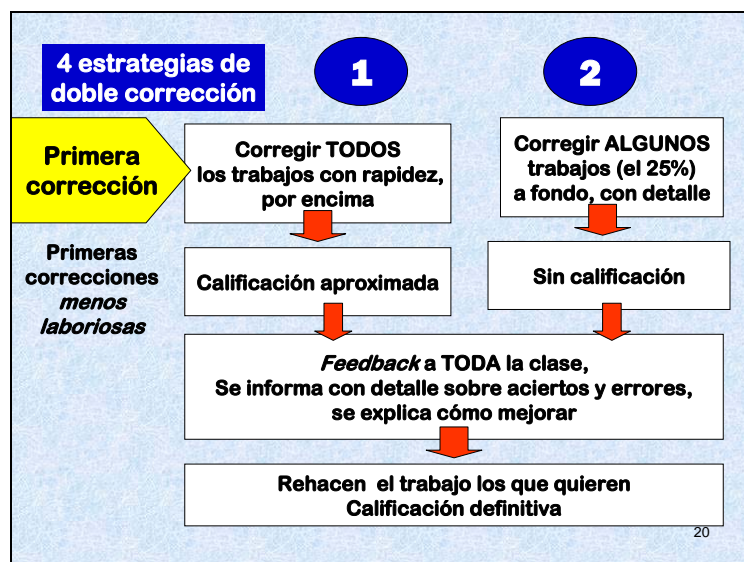 4 estrategias de
doble corrección
1
2
Primera
corrección
Corregir TODOS
los trabajos con rapidez,
por encima
Corregir ALGUNOS
trabajos (el 25%)
a fondo, con detalle
Primeras
correcciones
menos
laboriosas
Calificación aproximada
Sin calificación
Feedback a TODA la clase,
Se informa con detalle sobre aciertos y errores,
se explica cómo mejorar
Rehacen el trabajo los que quieren
Calificación definitiva
20